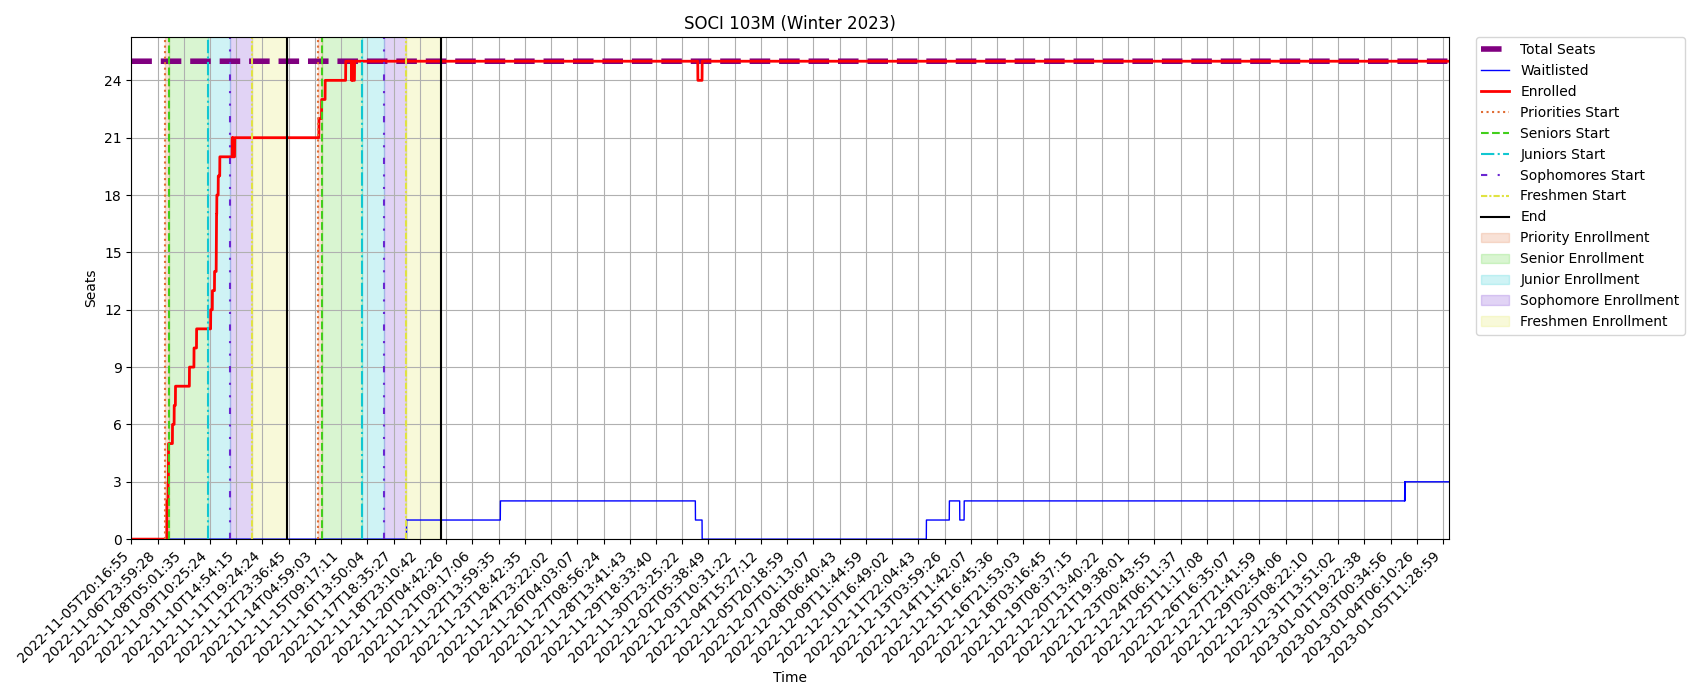 SOCI 103M (Winter 2023)
Seats
24
21
18
15
12
9
6
3
0
2022-11-05T20:16:55
2022-11-06T23:59:28
2022-11-08T05:01:35
2022-11-09T10:25:24
2022-11-10T14:54:15
2022-11-11T19:24:24
2022-11-12T23:36:45
2022-11-14T04:59:03
2022-11-15T09:17:11
2022-11-16T13:50:04
2022-11-17T18:35:27
2022-11-18T23:10:42
2022-11-20T04:42:26
2022-11-21T09:17:06
2022-11-22T13:59:35
2022-11-23T18:42:35
2022-11-24T23:22:02
2022-11-26T04:03:07
2022-11-27T08:56:24
2022-11-28T13:41:43
2022-11-29T18:33:40
2022-11-30T23:25:22
2022-12-02T05:38:49
2022-12-03T10:31:22
2022-12-04T15:27:12
2022-12-05T20:18:59
2022-12-07T01:13:07
2022-12-08T06:40:43
2022-12-09T11:44:59
2022-12-10T16:49:02
2022-12-11T22:04:43
2022-12-13T03:59:26
2022-12-14T11:42:07
2022-12-15T16:45:36
2022-12-16T21:53:03
2022-12-18T03:16:45
2022-12-19T08:37:15
2022-12-20T13:40:22
2022-12-21T19:38:01
2022-12-23T00:43:55
2022-12-24T06:11:37
2022-12-25T11:17:08
2022-12-26T16:35:07
2022-12-27T21:41:59
2022-12-29T02:54:06
2022-12-30T08:22:10
2022-12-31T13:51:02
2023-01-01T19:22:38
2023-01-03T00:34:56
2023-01-04T06:10:26
2023-01-05T11:28:59
Time
Total Seats
Waitlisted
Enrolled
Priorities Start
Seniors Start
Juniors Start
Sophomores Start
Freshmen Start
End
Priority Enrollment
Senior Enrollment
Junior Enrollment
Sophomore Enrollment
Freshmen Enrollment